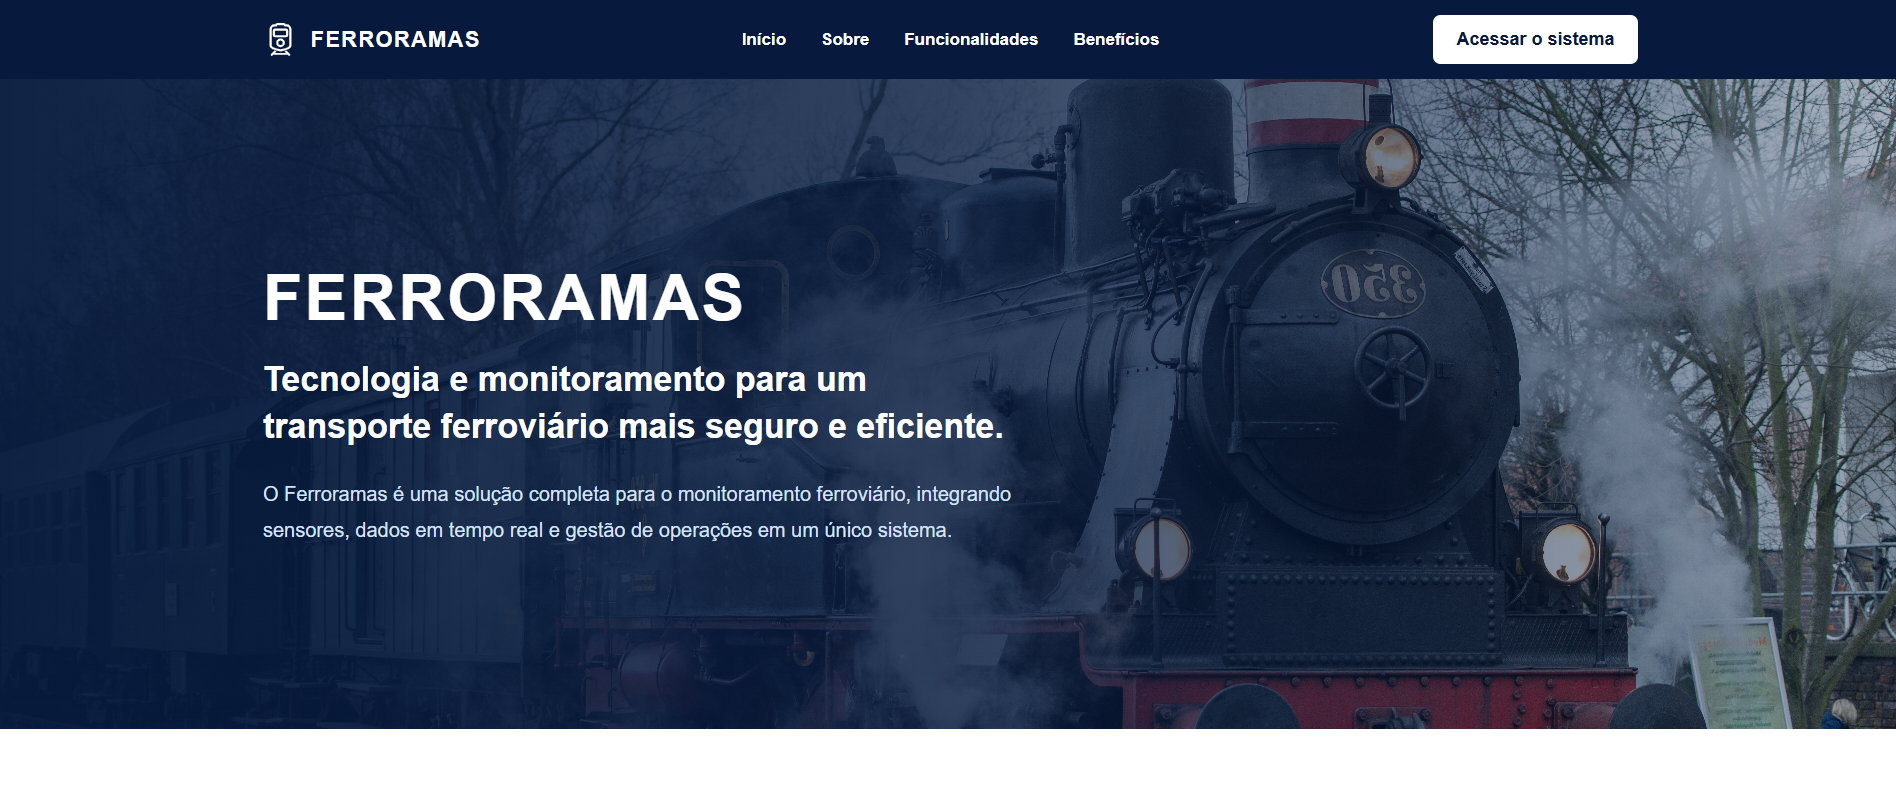 FERRORAMAS
Início Sobre Funcionalidades Benefícios
Acessar o sistema
350
FERRORAMAS
Tecnologia e monitoramento para um
transporte ferroviário mais seguro e eficiente.
O Ferroramas é uma solução completa para o monitoramento ferroviário, integrando
sensores, dados em tempo real e gestão de operações em um único sistema.